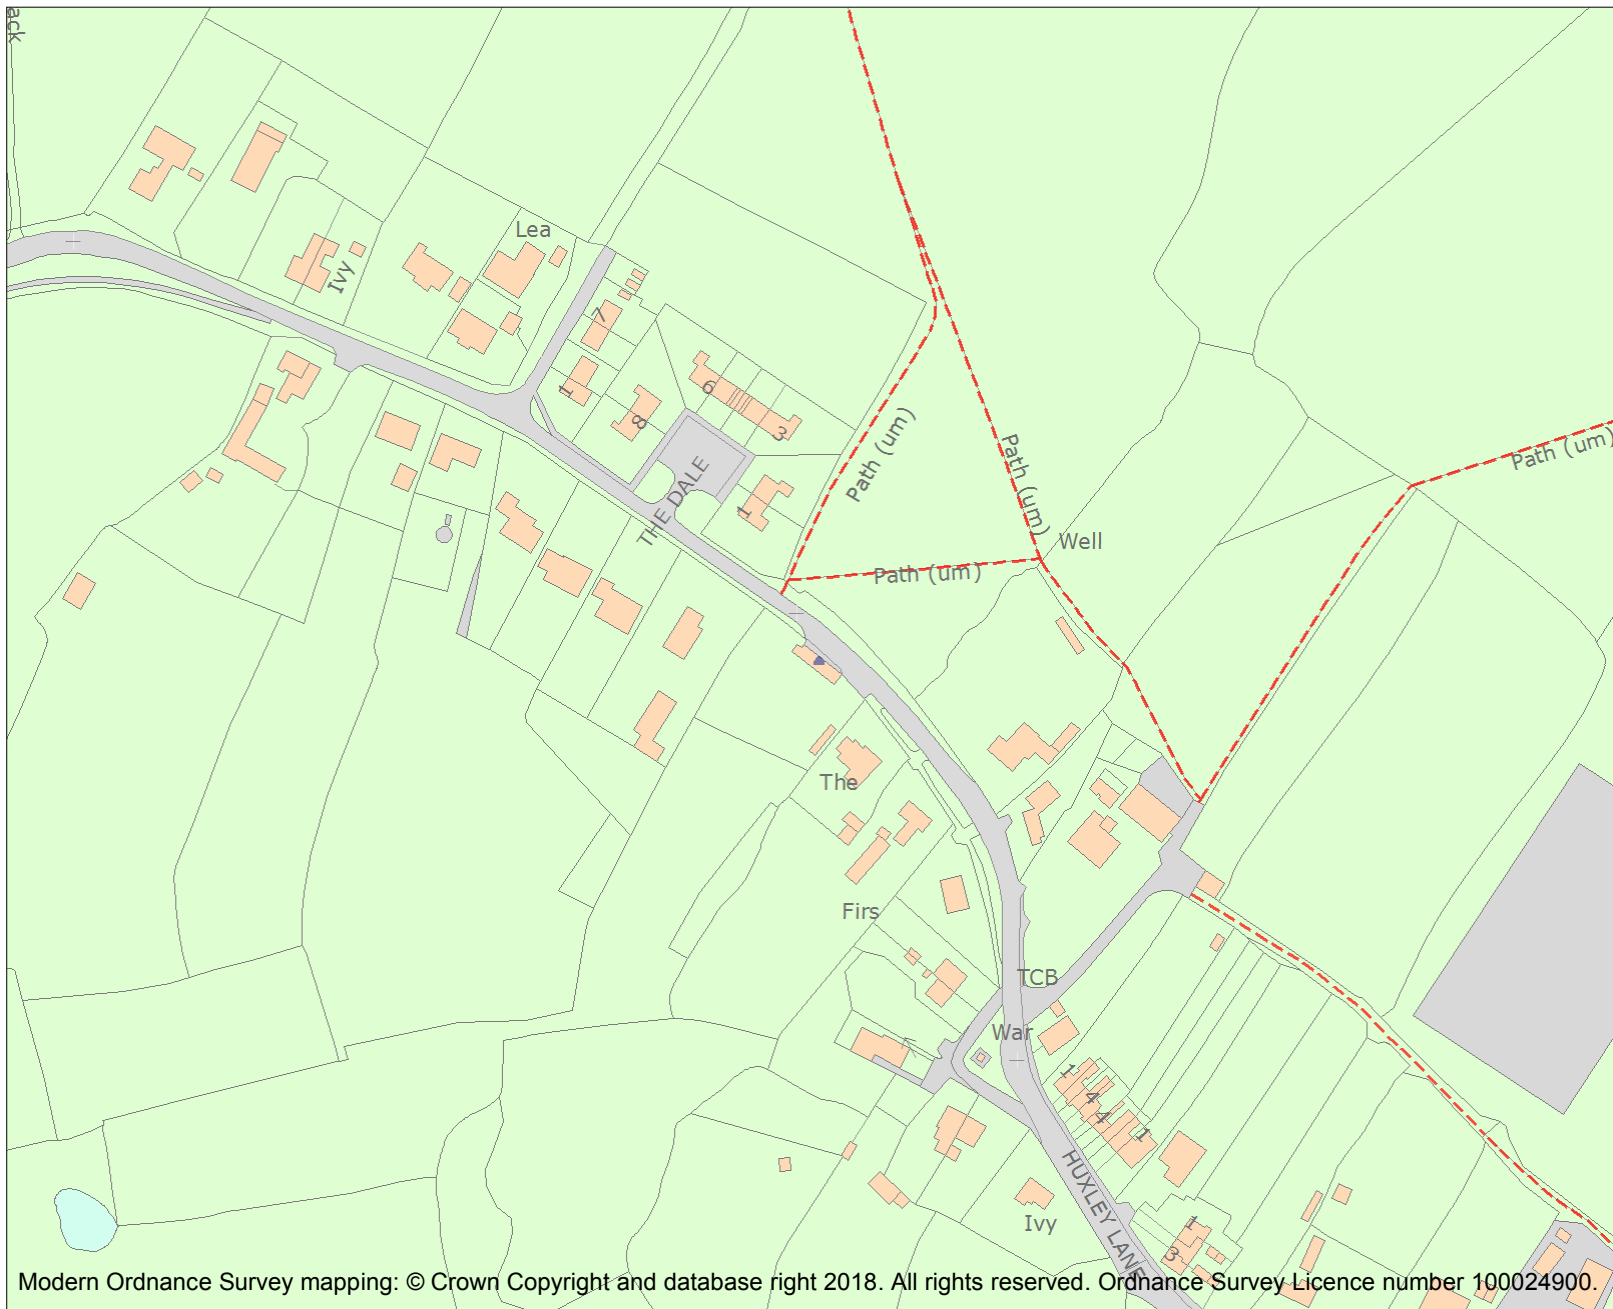 ack
Lea
Ivy
7
1
6
8
3
Path (um)
Path (um)
Path (um)
THE DALE
1
Well
Path (um)
The
Firs
TCB
War
1
4
4
1
HUXLEY LANE
Ivy
1
3
Modern Ordnance Survey mapping: © Crown Copyright and database right 2018. All rights reserved. Ordnance Survey Licence number 100024900.